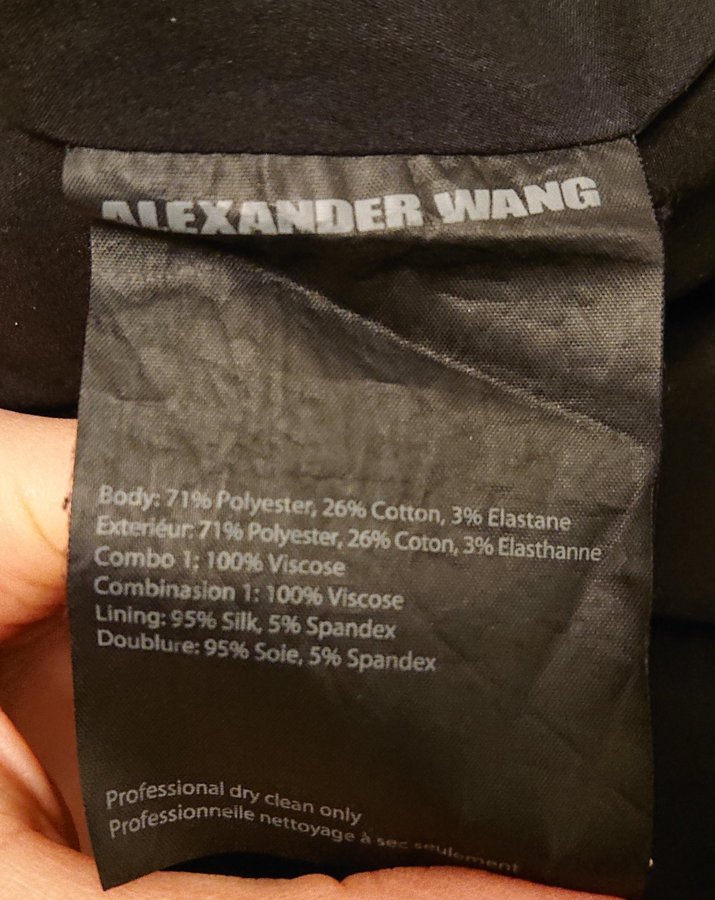 ALEXANDER WANG
Body: 71% Polyester, 26% Cotton, 3% Elastane
Exteriéur: 71% Polyester, 26% Coton, 3% Elasthanne
Combo 1: 100% Viscose
Combinasion 1: 100% Viscose
Lining: 95% Silk, 5% Spandex
Doublure: 95% Soie, 5% Spandex
Professional dry clean only
Professionnelle nettoyage à sec seulement